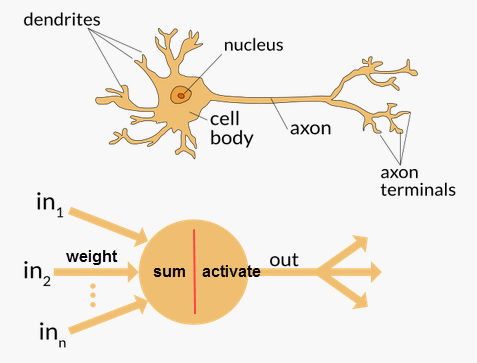 dendrites
nucleus
cell
body
axon
axon
terminals
in1
weight
in2
sum
activate
out
inn